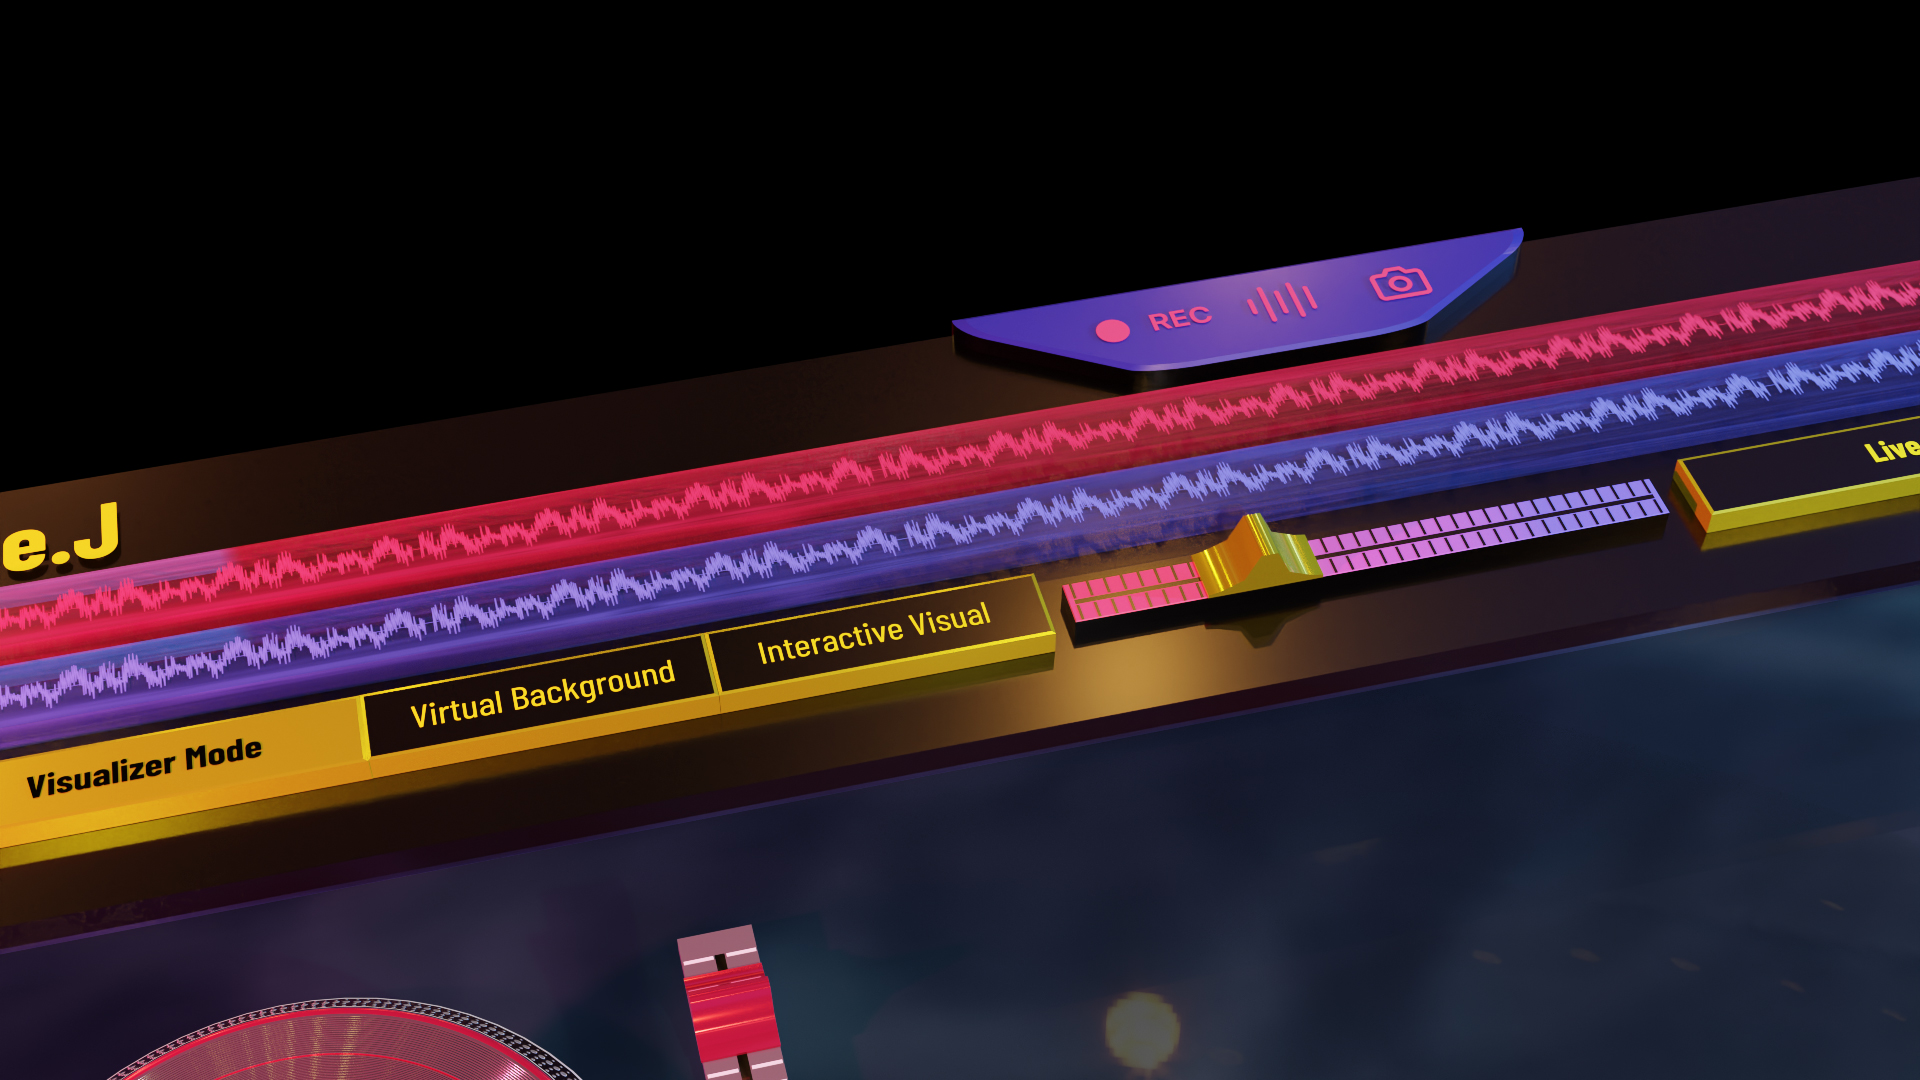 REC
e.J
Live
Interactive Visual
Virtual Background
Visualizer Mode